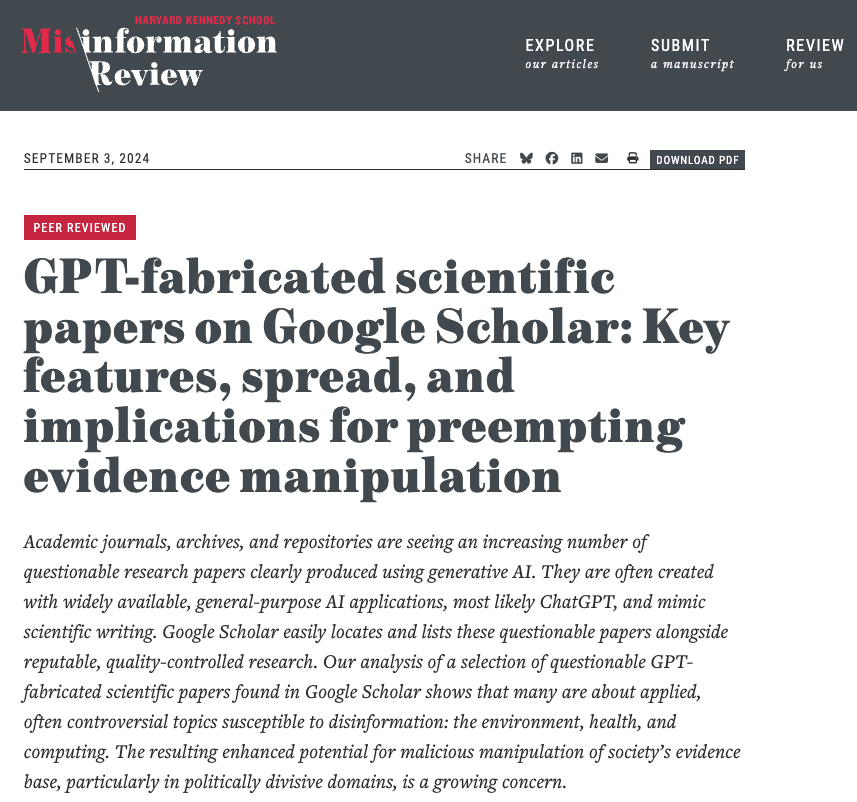 HARVARD KENNEDY SCHOOL
Misinformation
Review
EXPLORE
our articles
SUBMIT
a manuscript
REVIEW
for us
SEPTEMBER 3, 2024
SHARE
DOWNLOAD PDF
PEER REVIEWED
GPT-fabricated scientific
papers on Google Scholar: Key
features, spread, and
implications for preempting
evidence manipulation
Academic journals, archives, and repositories are seeing an increasing number of
questionable research papers clearly produced using generative AI. They are often created
with widely available, general-purpose AI applications, most likely ChatGPT, and mimic
scientific writing. Google Scholar easily locates and lists these questionable papers alongside
reputable, quality-controlled research. Our analysis of a selection of questionable GPT-
fabricated scientific papers found in Google Scholar shows that many are about applied,
often controversial topics susceptible to disinformation: the environment, health, and
computing. The resulting enhanced potential for malicious manipulation of society’s evidence
base, particularly in politically divisive domains, is a growing concern.